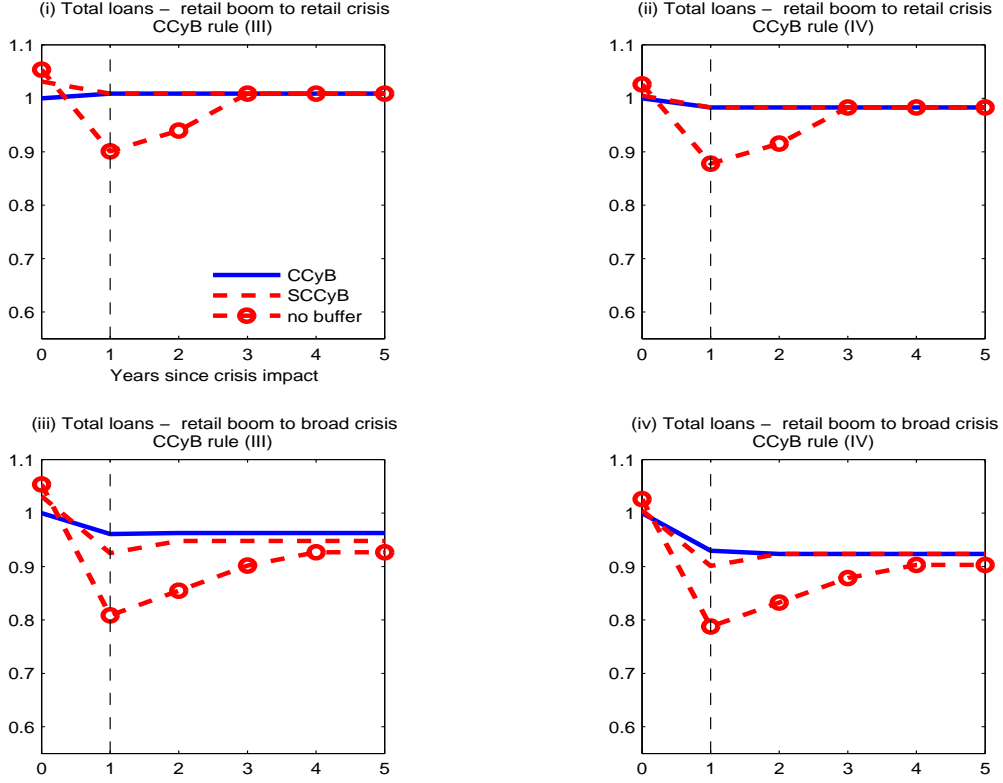 (i) Total loans – retail boom to retail crisis
CCyB rule (III)
1.1
1
0.9
0.8
0.7
0.6
CCyB
SCCyB
no buffer
0 1 2 3 4 5
Years since crisis impact
(ii) Total loans – retail boom to retail crisis
CCyB rule (IV)
1.1
1
0.9
0.8
0.7
0.6
0 1 2 3 4 5
(iii) Total loans – retail boom to broad crisis
CCyB rule (III)
1.1
1
0.9
0.8
0.7
0.6
0 1 2 3 4 5
(iv) Total loans – retail boom to broad crisis
CCyB rule (IV)
1.1
1
0.9
0.8
0.7
0.6
0 1 2 3 4 5